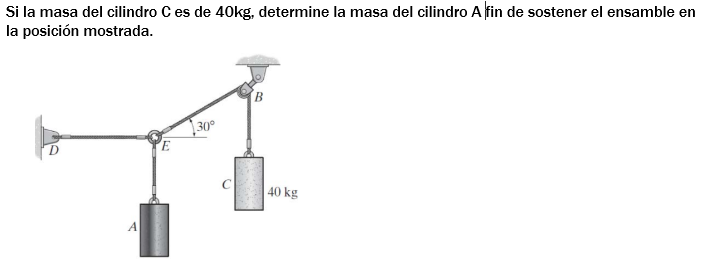 Si la masa del cilindro C es de 40kg, determine la masa del cilindro A fin de sostener el ensamble en
la posición mostrada.
B
30°
D
E
C
40 kg
A